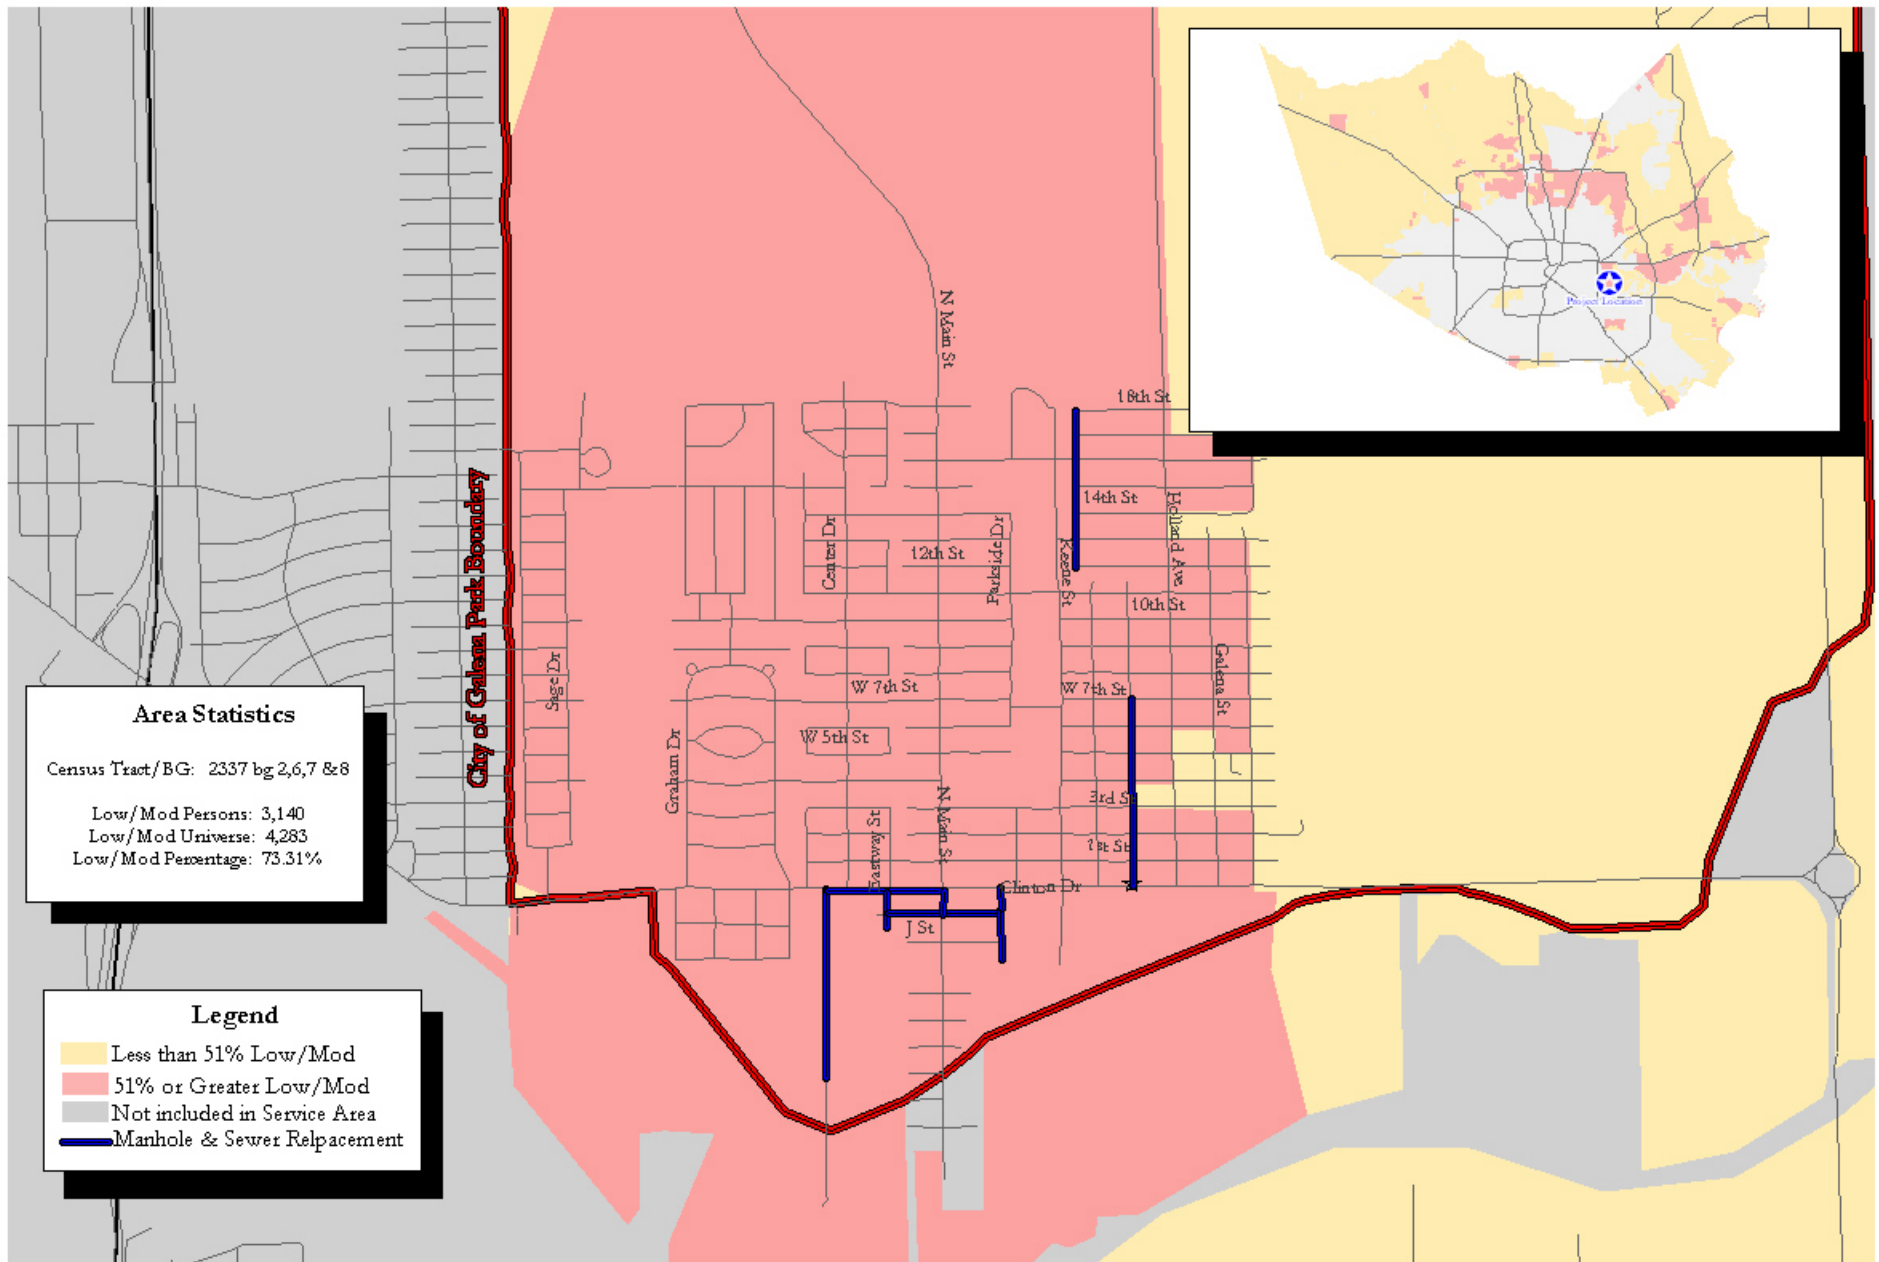 Project Location
N Main St
18th St
14th St
Holland Ave
City of Galena Park Boundary
Center Dr
12th St
Parkside Dr
Keene St
10th St
Sage Dr
W 7th St
W 7th St
Galena St
Graham Dr
W 5th St
N Main St
3rd St
Eastway St
1st St
Clinton Dr
J St
Area Statistics
Census Tract/BG: 2337 bg 2,6,7 &8
Low/Mod Persons: 3,140
Low/Mod Universe: 4,283
Low/Mod Percentage: 73.31%
Legend
Less than 51% Low/Mod
51% or Greater Low/Mod
Not included in Service Area
Manhole & Sewer Relpacement